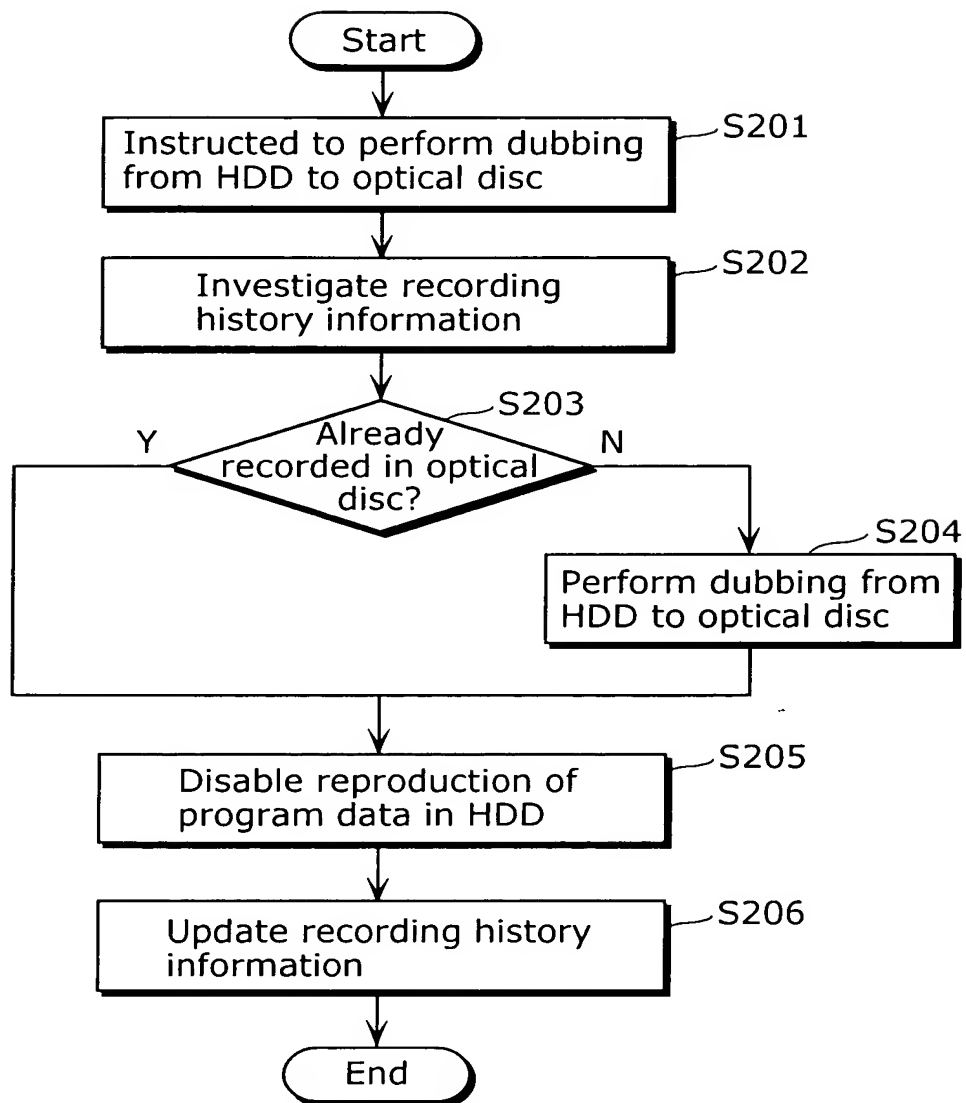 Start
S201
Instructed to perform dubbing
from HDD to optical disc
S202
Investigate recording
history information
S203
Y
N
Already
recorded in optical
disc?
S204
Perform dubbing from
HDD to optical disc
S205
Disable reproduction of
program data in HDD
S206
Update recording history
information
End